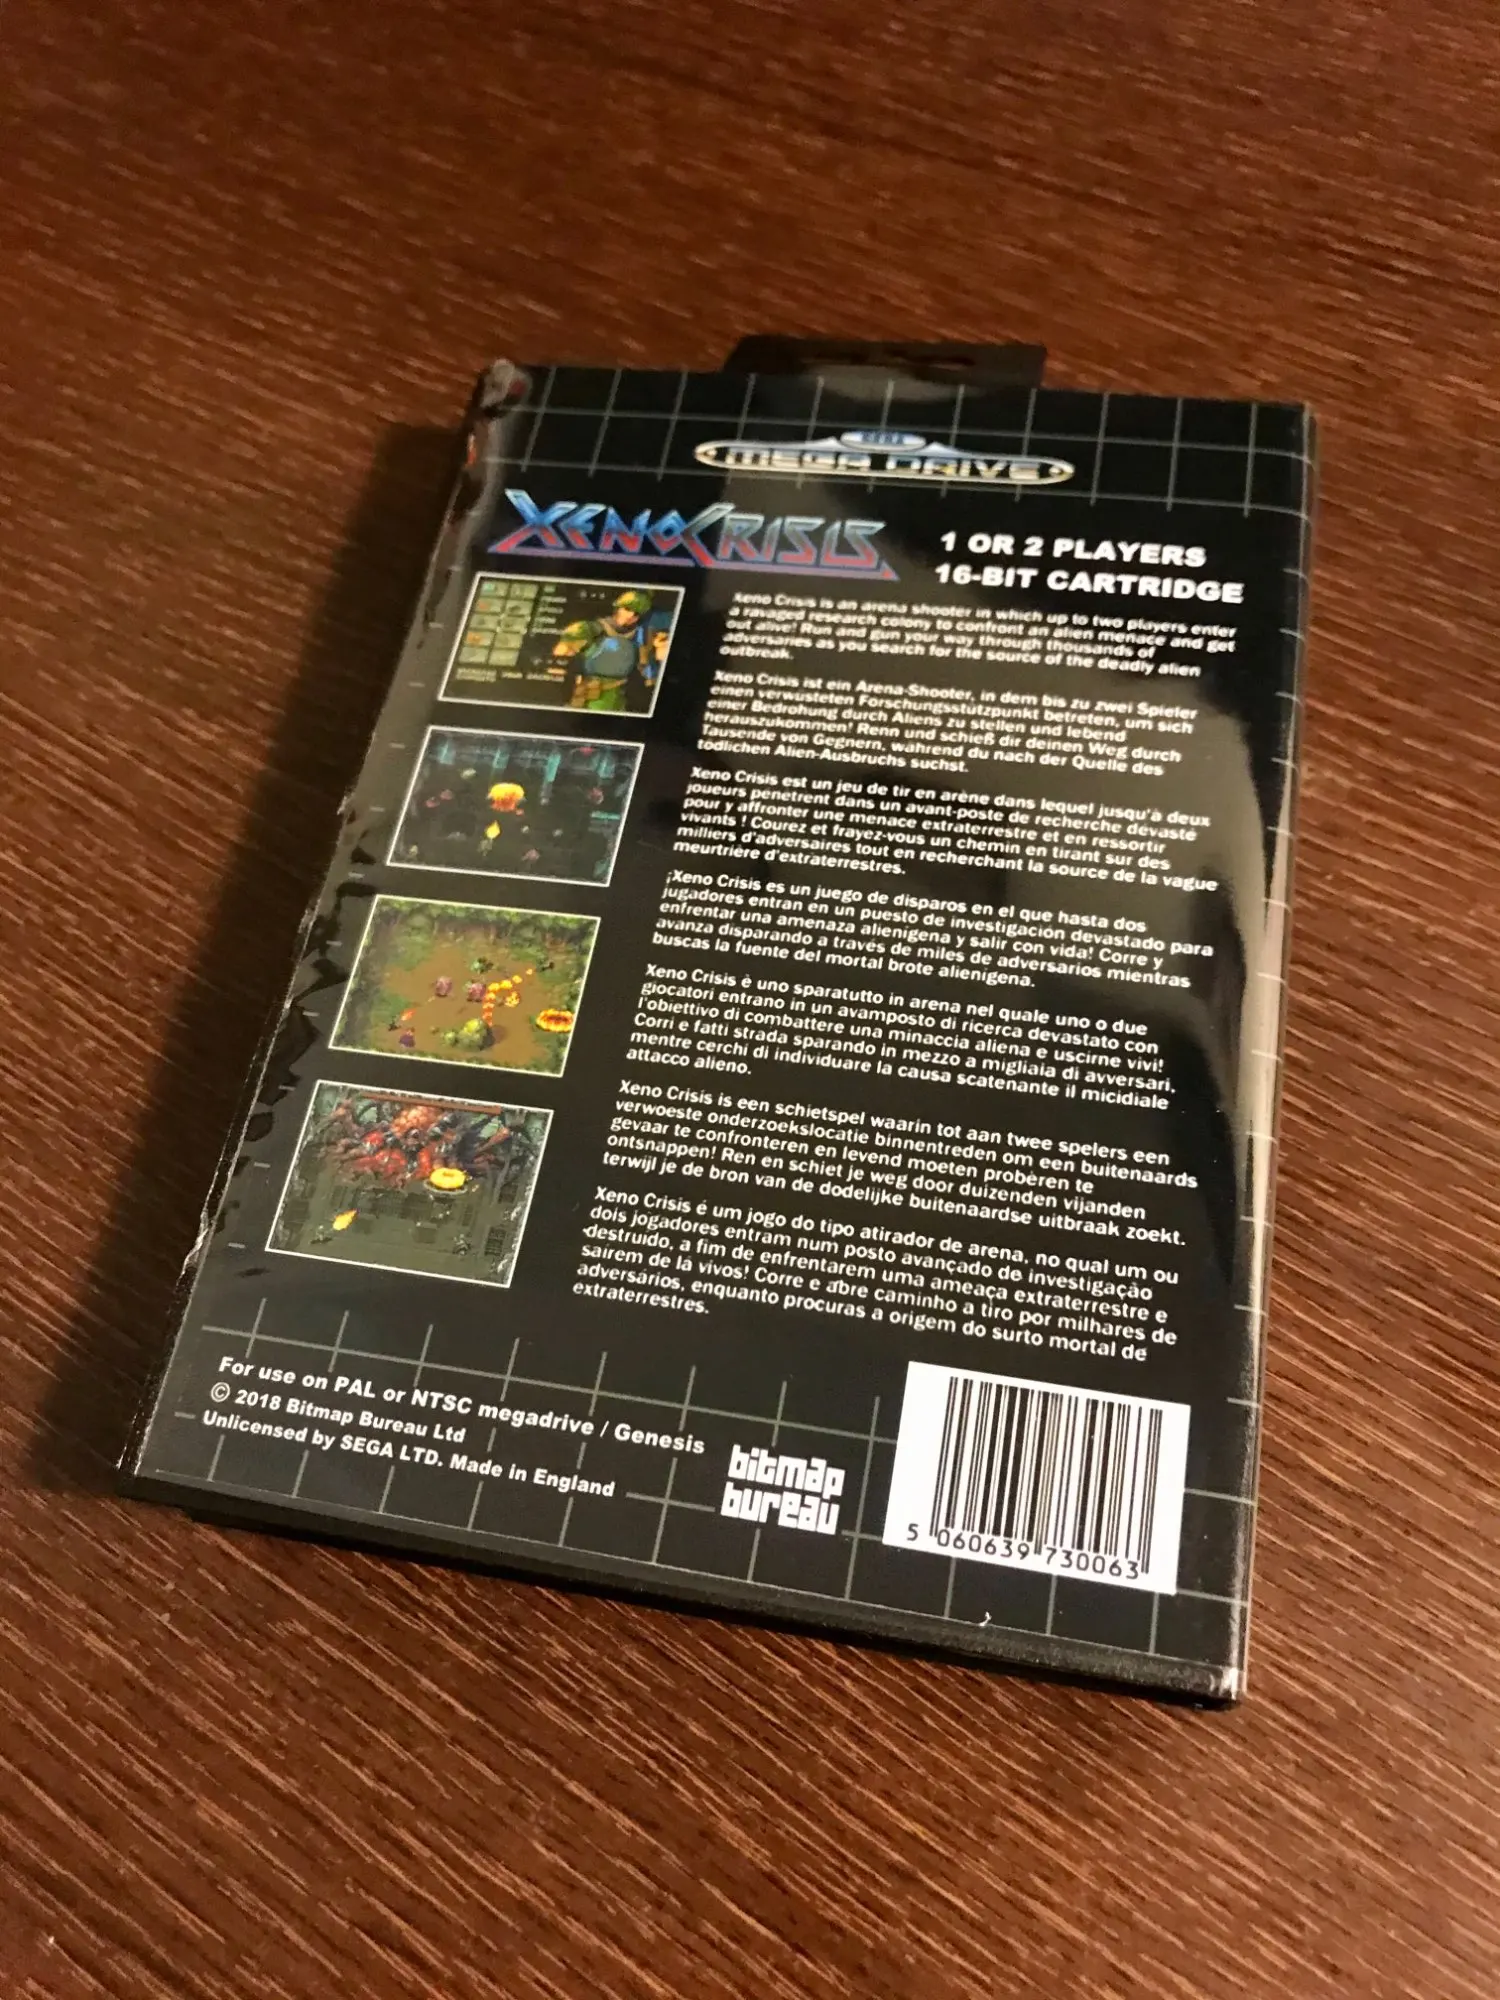 SEGA
MEGA DRIVE
XENOCRISIS
1 OR 2 PLAYERS
16-BIT CARTRIDGE
Xeno Crisis is an arena shooter in which up to two players enter
a ravaged research colony to confront an alien menace and get
out alive! Run and gun your way through thousands of
adversaries as you search for the source of the deadly alien
outbreak.
Xeno Crisis ist ein Arena-Shooter, in dem bis zu zwei Spieler
einen verwüsteten Forschungsstützpunkt betreten, um sich
einer Bedrohung durch Aliens zu stellen und lebend
herauszukommen! Renn und schieß dir deinen Weg durch
Tausende von Gegnern, während du nach der Quelle des
tödlichen Alien-Ausbruchs suchst.
Xeno Crisis est un jeu de tir en arène dans lequel jusqu'à deux
joueurs pénètrent dans un avant-poste de recherche dévasté
pour y affronter une menace extraterrestre et en ressortir
vivants ! Courez et frayez-vous un chemin en tirant sur des
milliers d'adversaires tout en recherchant la source de la vague
meurtrière d'extraterrestres.
¡Xeno Crisis es un juego de disparos en el que hasta dos
jugadores entran en un puesto de investigación devastado para
enfrentar una amenaza alienígena y salir con vida! Corre y
avanza disparando a través de miles de adversarios mientras
buscas la fuente del mortal brote alienígena.
Xeno Crisis è uno sparatutto in arena nel quale uno o due
giocatori entrano in un avamposto di ricerca devastato con
l'obiettivo di combattere una minaccia aliena e uscirne vivi!
Corri e fatti strada sparando in mezzo a migliaia di avversari,
mentre cerchi di individuare la causa scatenante il micidiale
attacco alieno.
Xeno Crisis is een schietspel waarin tot aan twee spelers een
verwoeste onderzoekslocatie binnentreden om een buitenaards
gevaar te confronteren en levend moeten proberen te
ontsnappen! Ren en schiet je weg door duizenden vijanden
terwijl je de bron van de dodelijke buitenaardse uitbraak zoekt.
Xeno Crisis é um jogo do tipo atirador de arena, no qual um ou
dois jogadores entram num posto avançado de investigação
destruído, a fim de enfrentarem uma ameaça extraterrestre e
saírem de lá vivos! Corre e abre caminho a tiro por milhares de
adversários, enquanto procuras a origem do surto mortal de
extraterrestres.
For use on PAL or NTSC megadrive / Genesis
© 2018 Bitmap Bureau Ltd
Unlicensed by SEGA LTD. Made in England
bitmap
bureau
5 060639 730063